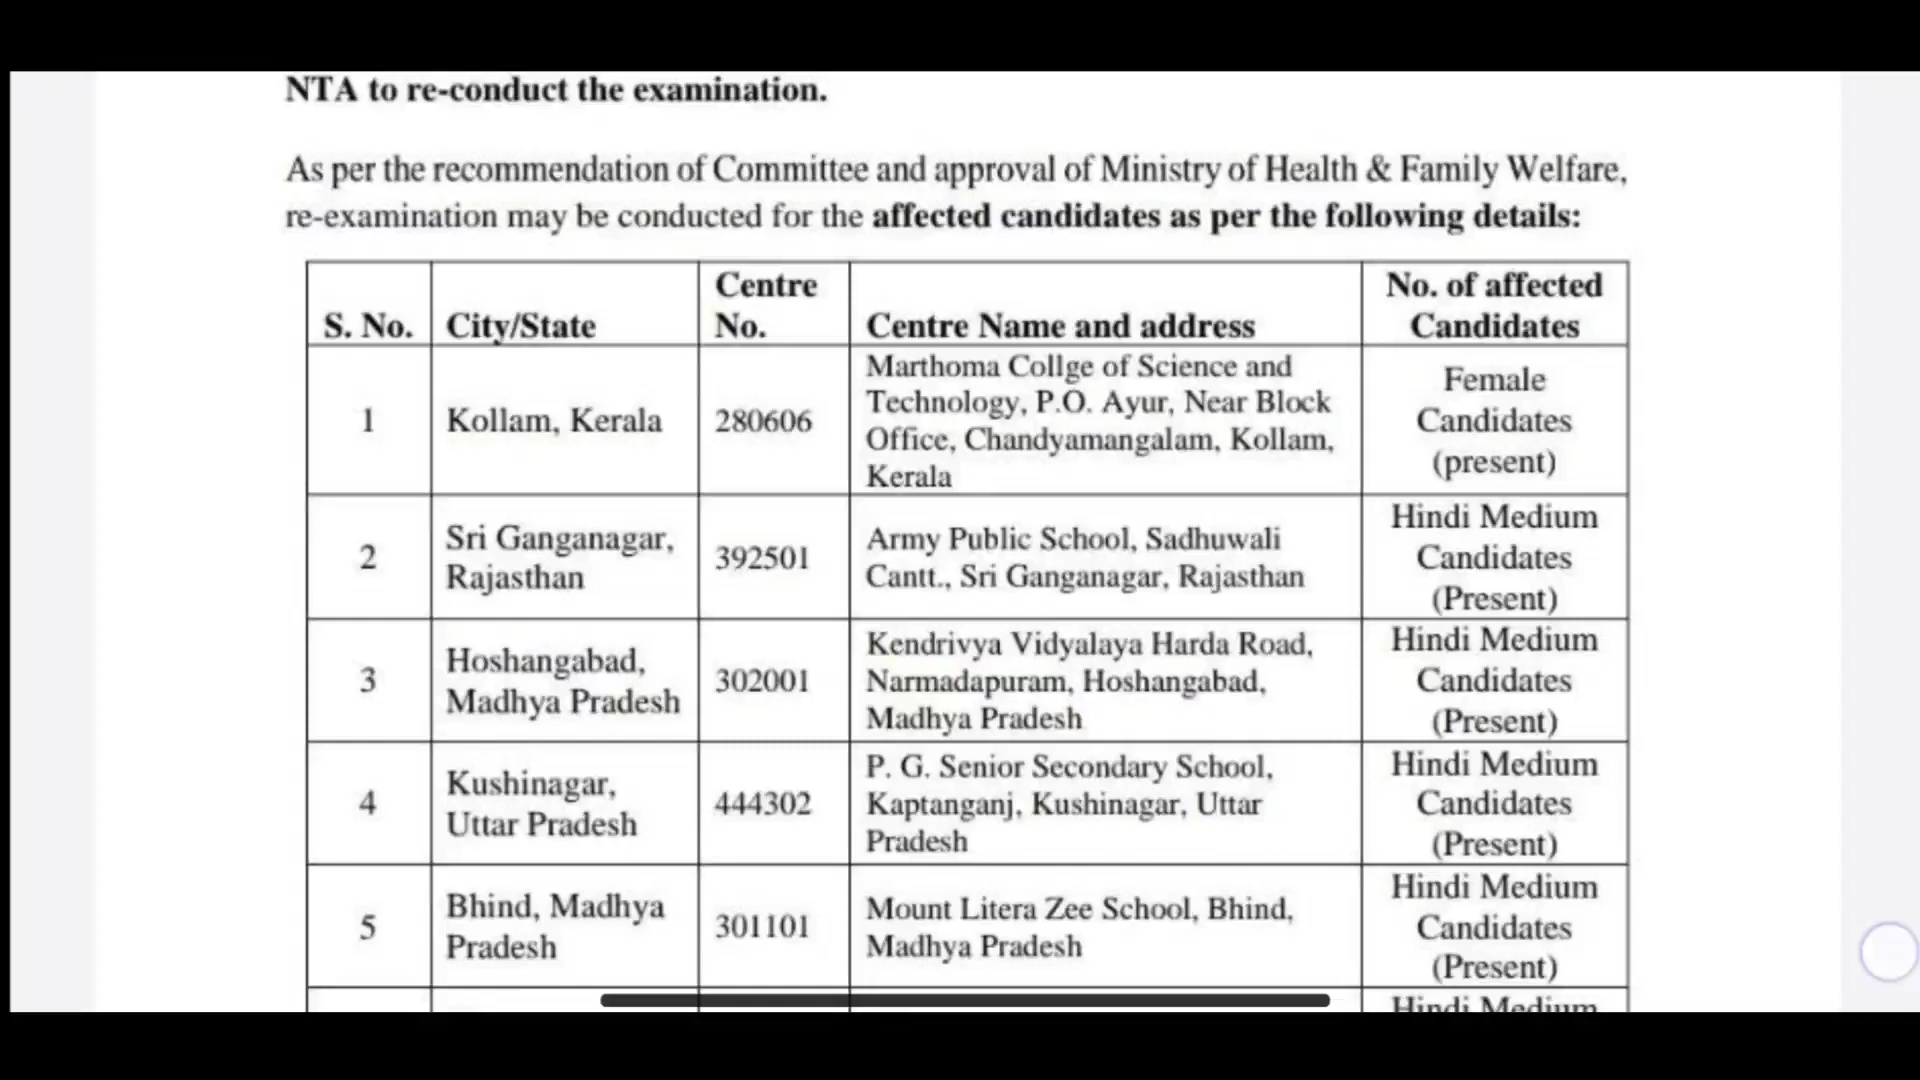 NTA to re-conduct the examination.
As per the recommendation of Committee and approval of Ministry of Health & Family Welfare,
re-examination may be conducted for the affected candidates as per the following details:
S. No. City/State Centre No. Centre Name and address No. of affected Candidates
1 Kollam, Kerala 280606
Marthoma Collge of Science and
Technology, P.O. Ayur, Near Block
Office, Chandyamangalam, Kollam,
Kerala
Female
Candidates
(present)
2
Sri Ganganagar,
Rajasthan
392501
Army Public School, Sadhuwali
Cantt., Sri Ganganagar, Rajasthan
Hindi Medium
Candidates
(Present)
3
Hoshangabad,
Madhya Pradesh
302001
Kendrivya Vidyalaya Harda Road,
Narmadapuram, Hoshangabad,
Madhya Pradesh
Hindi Medium
Candidates
(Present)
4
Kushinagar,
Uttar Pradesh
444302
P. G. Senior Secondary School,
Kaptanganj, Kushinagar, Uttar
Pradesh
Hindi Medium
Candidates
(Present)
5
Bhind, Madhya
Pradesh
301101
Mount Litera Zee School, Bhind,
Madhya Pradesh
Hindi Medium
Candidates
(Present)
Hindi Medium